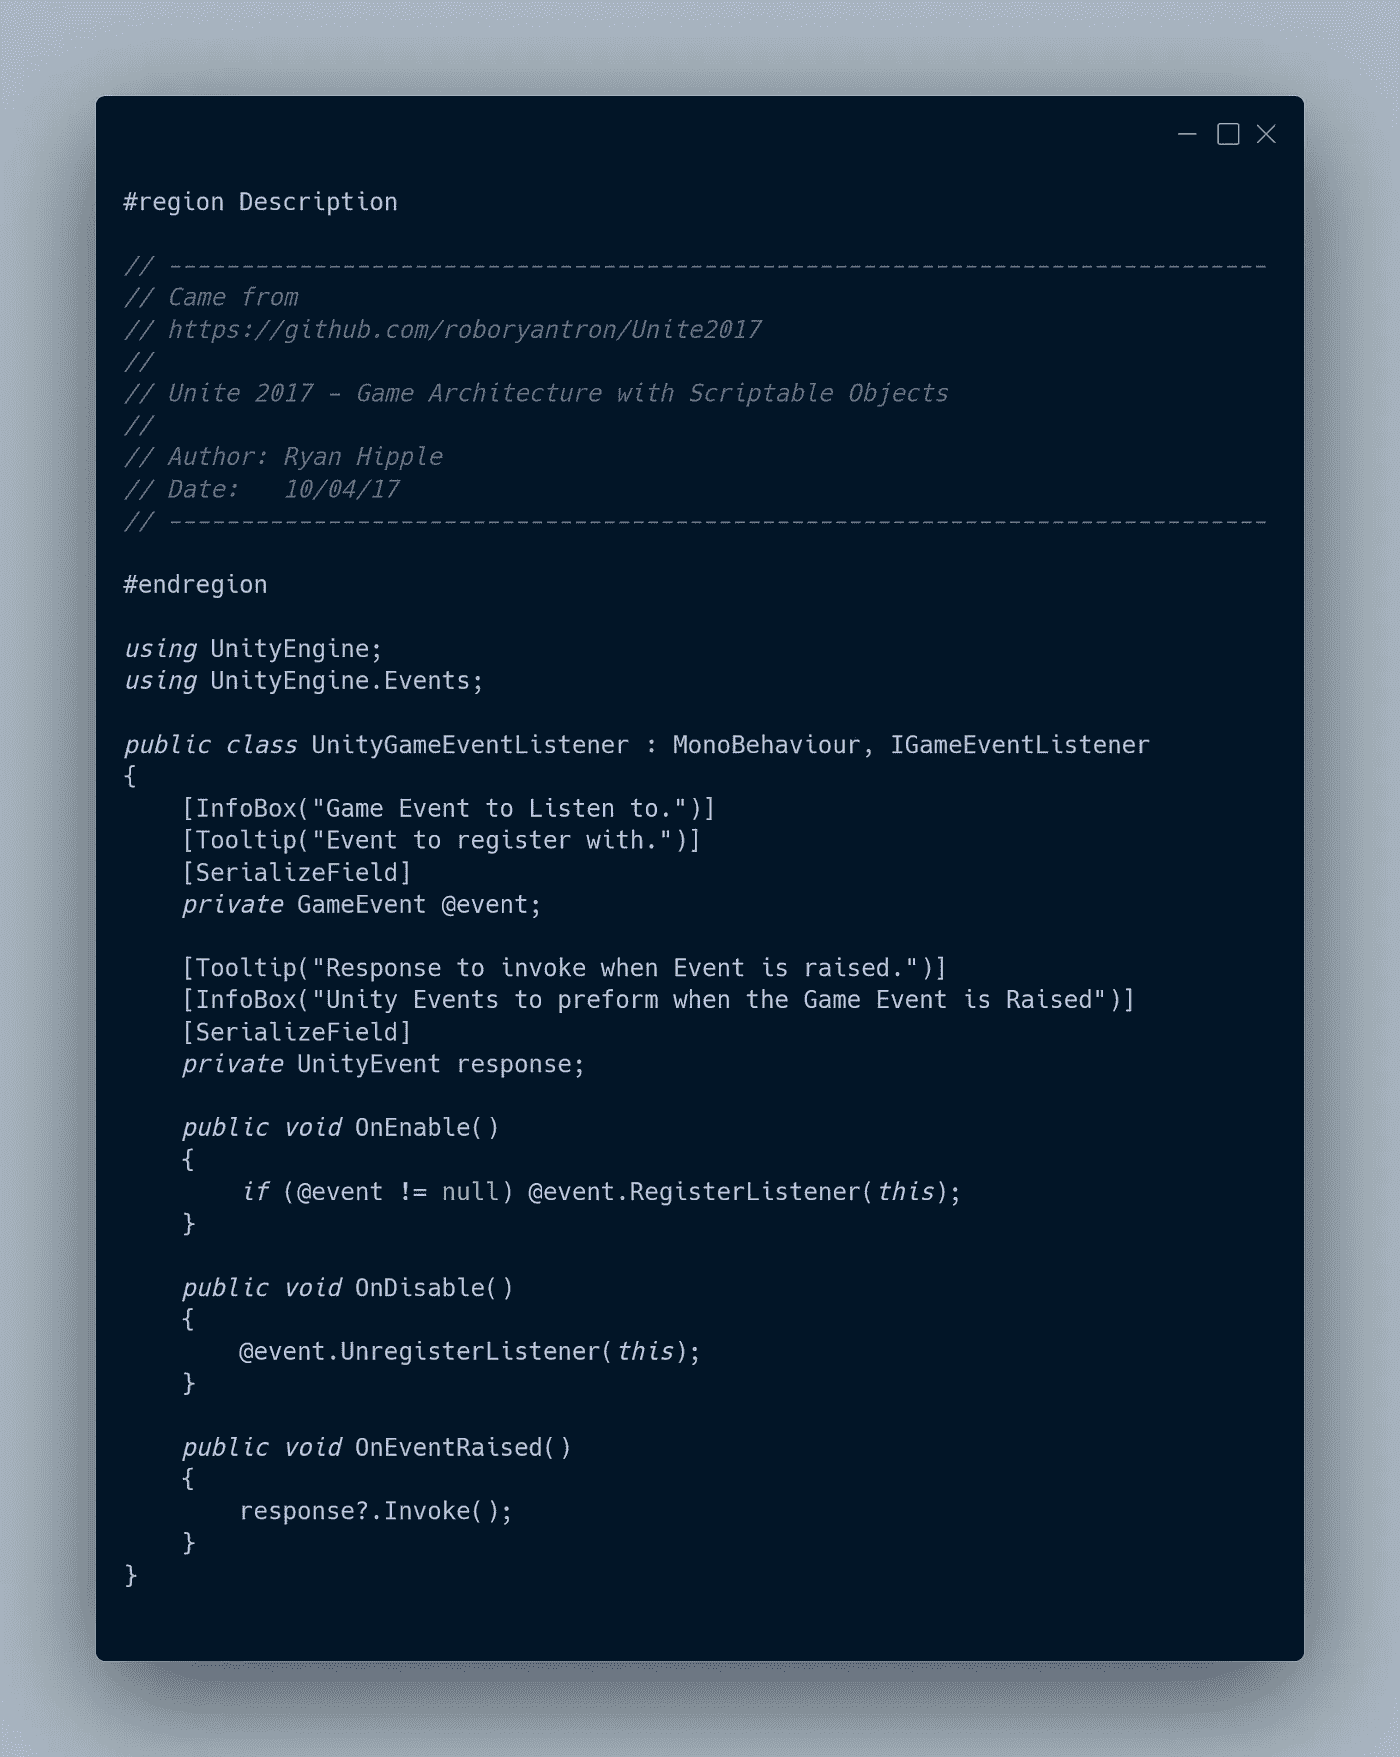 #region Description
// ----------------------------------------------------------------------------
// Came from
// https://github.com/roboryantron/Unite2017
//
// Unite 2017 - Game Architecture with Scriptable Objects
//
// Author: Ryan Hipple
// Date:   10/04/17
// ----------------------------------------------------------------------------
#endregion
using UnityEngine;
using UnityEngine.Events;
public class UnityGameEventListener : MonoBehaviour, IGameEventListener
{
    [InfoBox("Game Event to Listen to.")]
    [Tooltip("Event to register with.")]
    [SerializeField]
    private GameEvent @event;
    [Tooltip("Response to invoke when Event is raised.")]
    [InfoBox("Unity Events to preform when the Game Event is Raised")]
    [SerializeField]
    private UnityEvent response;
    public void OnEnable()
    {
        if (@event != null) @event.RegisterListener(this);
    }
    public void OnDisable()
    {
        @event.UnregisterListener(this);
    }
    public void OnEventRaised()
    {
        response?.Invoke();
    }
}